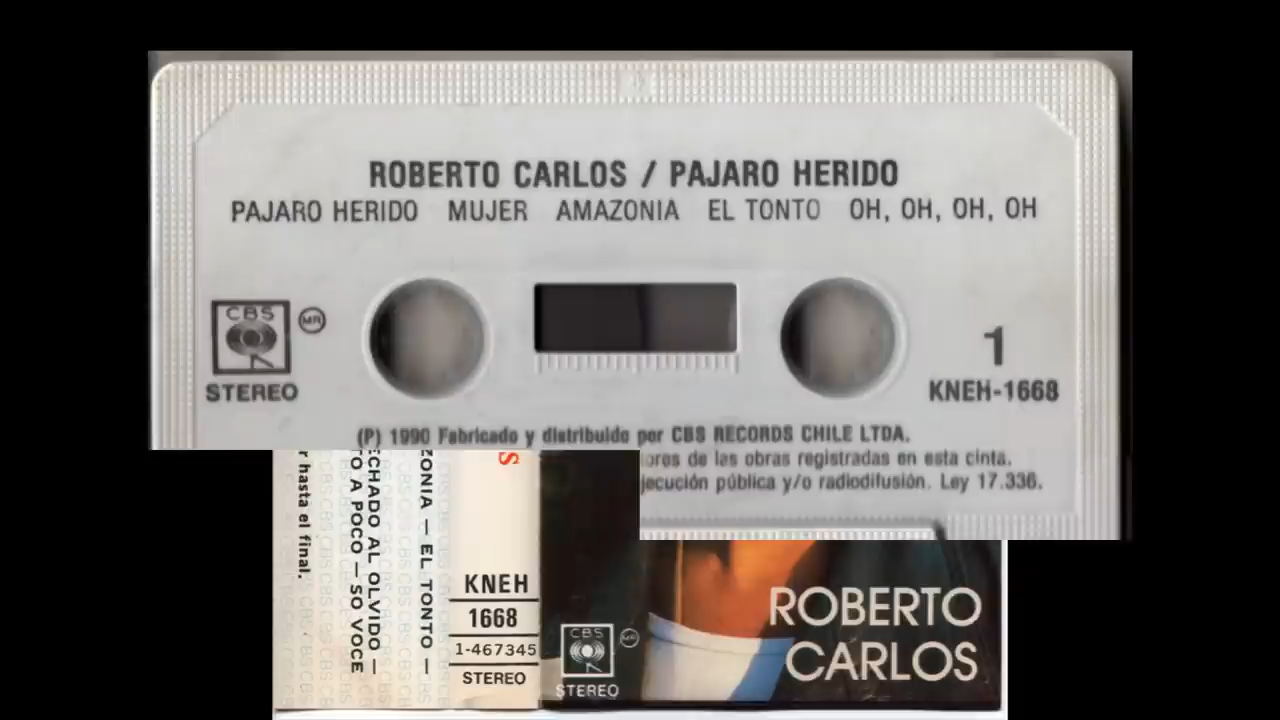 ROBERTO CARLOS / PAJARO HERIDO
PAJARO HERIDO MUJER AMAZONIA EL TONTO OH, OH, OH, OH
CBS
MR
STEREO
1
KNEH-1668
(P) 1990 Fabricado y distribuido por CBS RECORDS CHILE LTDA.
de las obras registradas en esta cinta.
pública y/o radiodifusión. Ley 17.336.
r hasta el final.
TO A POCO — SO VOCE
ECHADO AL OLVIDO —
ZONIA — EL TONTO —
S
KNEH
1668
1-467345
STEREO
CBS
MR
STEREO
ROBERTO
CARLOS